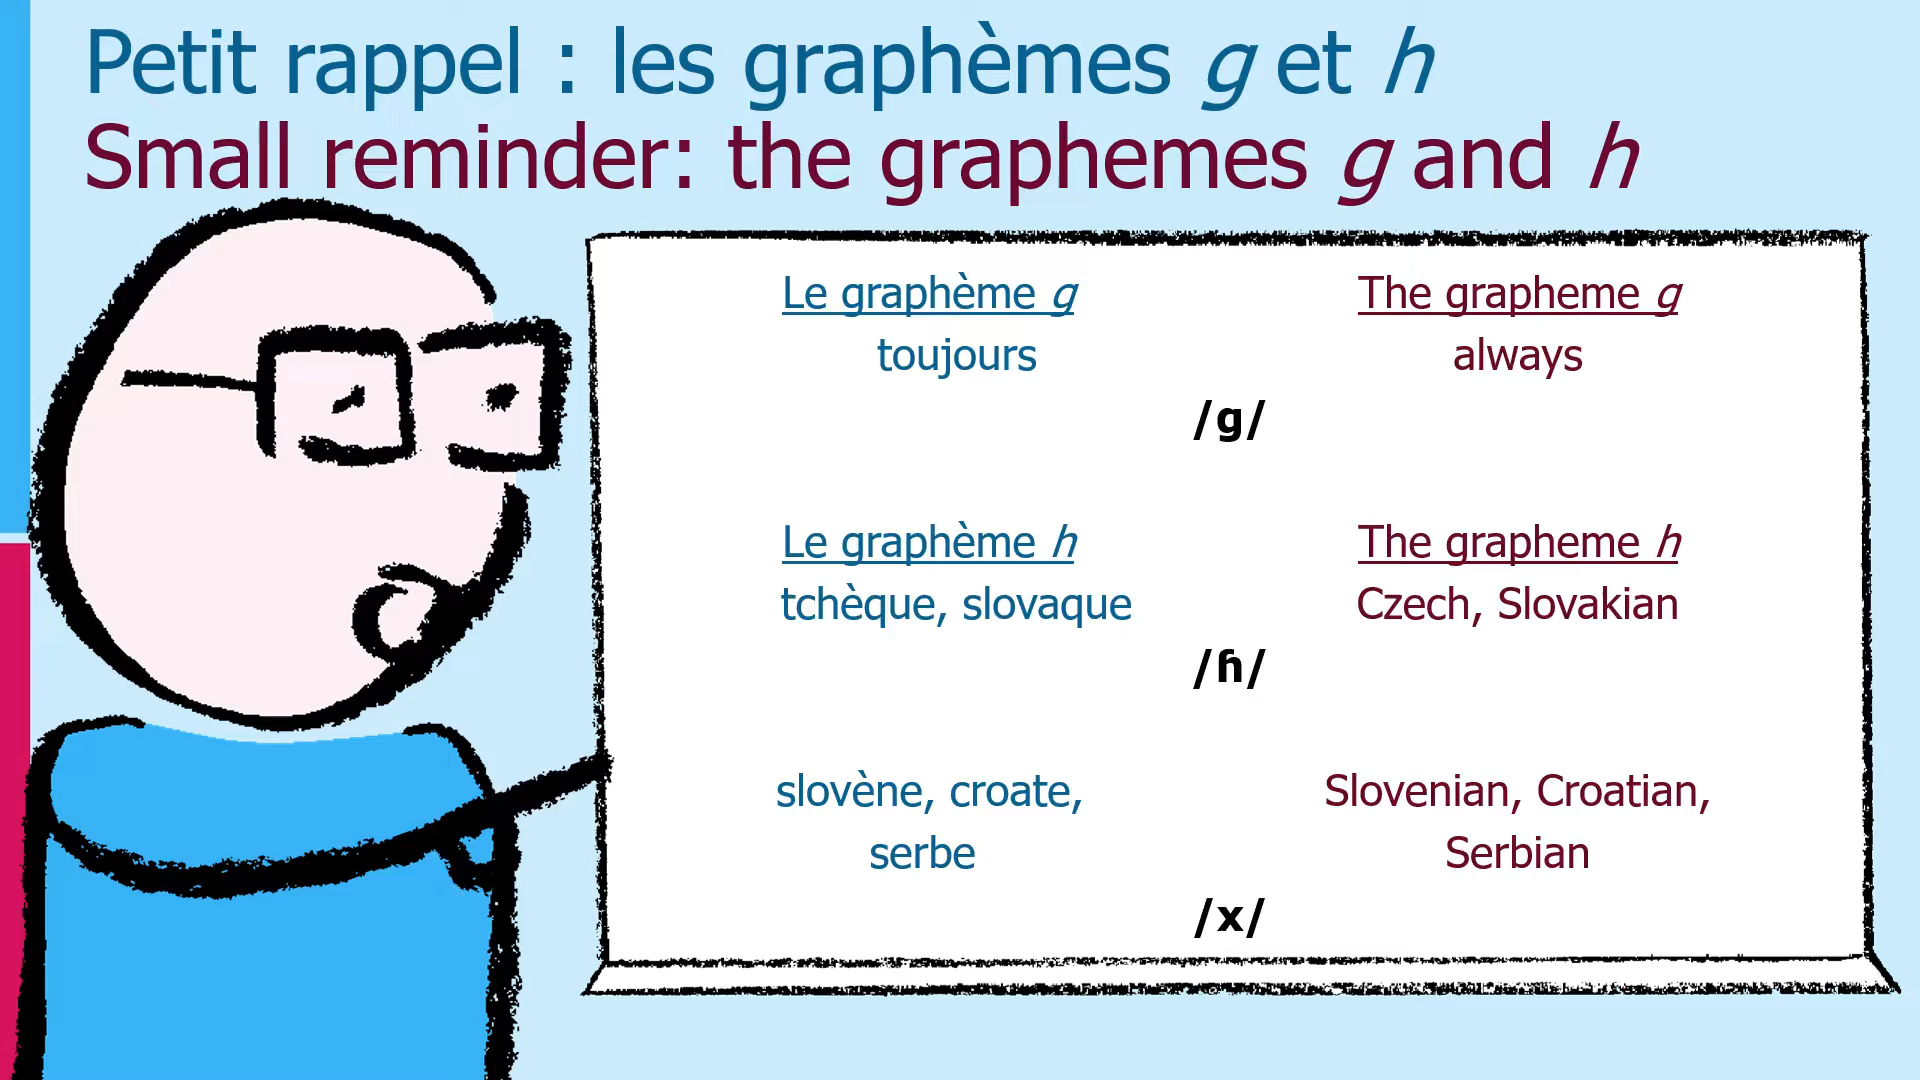 Petit rappel : les graphèmes g et h
Small reminder: the graphemes g and h
Le graphème g
toujours
The grapheme g
always
/g/
Le graphème h
tchèque, slovaque
The grapheme h
Czech, Slovakian
/ɦ/
slovène, croate,
serbe
Slovenian, Croatian,
Serbian
/x/